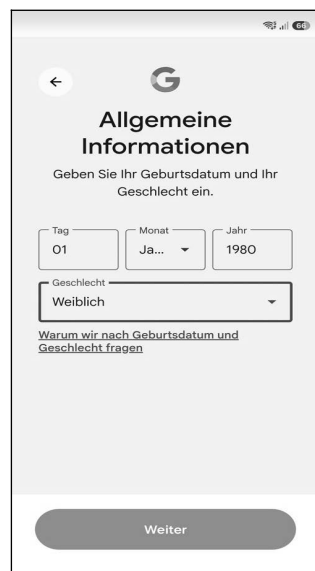 66
G
Allgemeine
Informationen
Geben Sie Ihr Geburtsdatum und Ihr
Geschlecht ein.
Tag Monat Jahr
01 Ja... 1980
Geschlecht
Weiblich
Warum wir nach Geburtsdatum und
Geschlecht fragen
Weiter